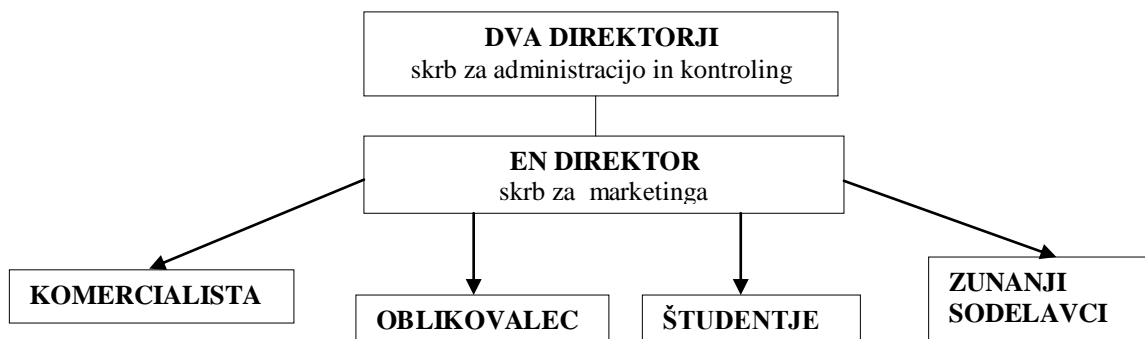 DVA DIREKTORJI
skrb za administracijo in kontroling
EN DIREKTOR
skrb za marketinga
KOMERCIALISTA
OBLIKOVALEC
ŠTUDENTJE
ZUNANJI
SODELAVCI